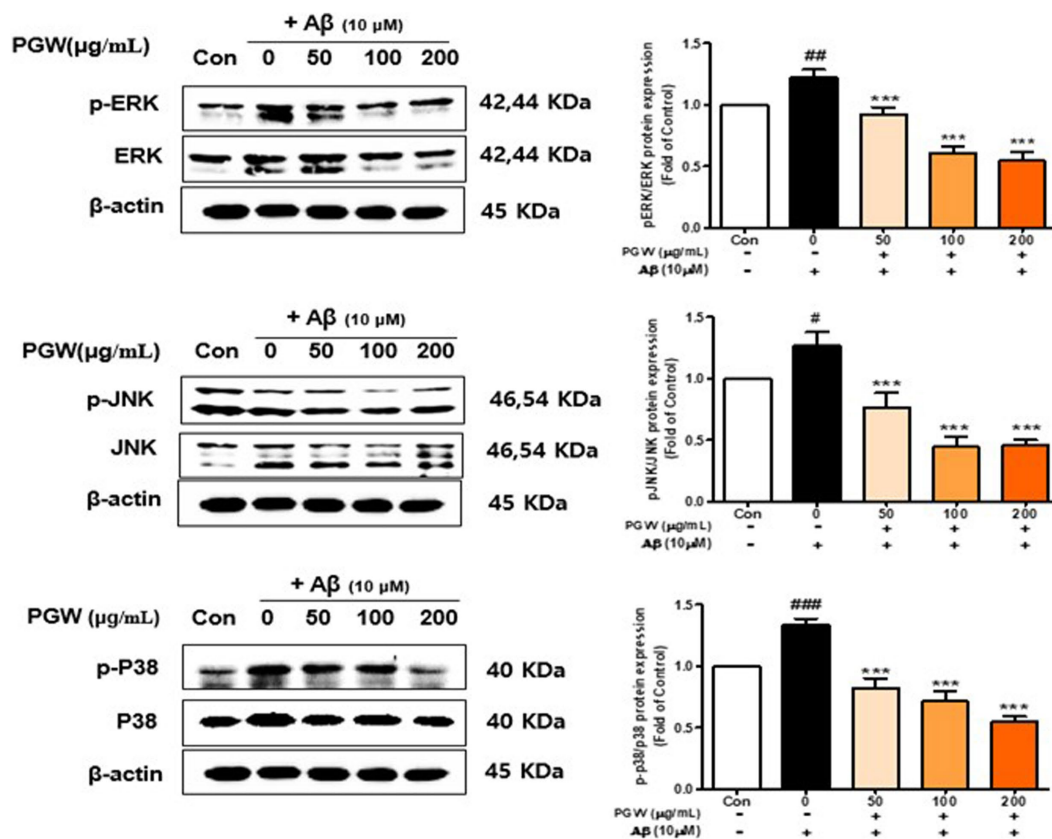 + Aβ (10 μM)
PGW(μg/mL) Con 0 50 100 200
p-ERK 42,44 KDa
ERK 42,44 KDa
β-actin 45 KDa
pERK/ERK protein expression
(Fold of Control)
1.5
1.0
0.5
0.0
##
***
***
***
Con 0 50 100 200
PGW (μg/mL) - - + + +
Aβ (10μM) - + + + +
+ Aβ (10 μM)
PGW(μg/mL) Con 0 50 100 200
p-JNK 46,54 KDa
JNK 46,54 KDa
β-actin 45 KDa
pJNK/JNK protein expression
(Fold of Control)
1.5
1.0
0.5
0.0
#
***
***
***
Con 0 50 100 200
PGW (μg/mL) - - + + +
Aβ (10μM) - + + + +
+ Aβ (10 μM)
PGW (μg/mL) Con 0 50 100 200
p-P38 40 KDa
P38 40 KDa
β-actin 45 KDa
p-p38/p38 protein expression
(Fold of Control)
1.5
1.0
0.5
0.0
###
***
***
***
Con 0 50 100 200
PGW (μg/mL) - - + + +
Aβ (10μM) - + + + +